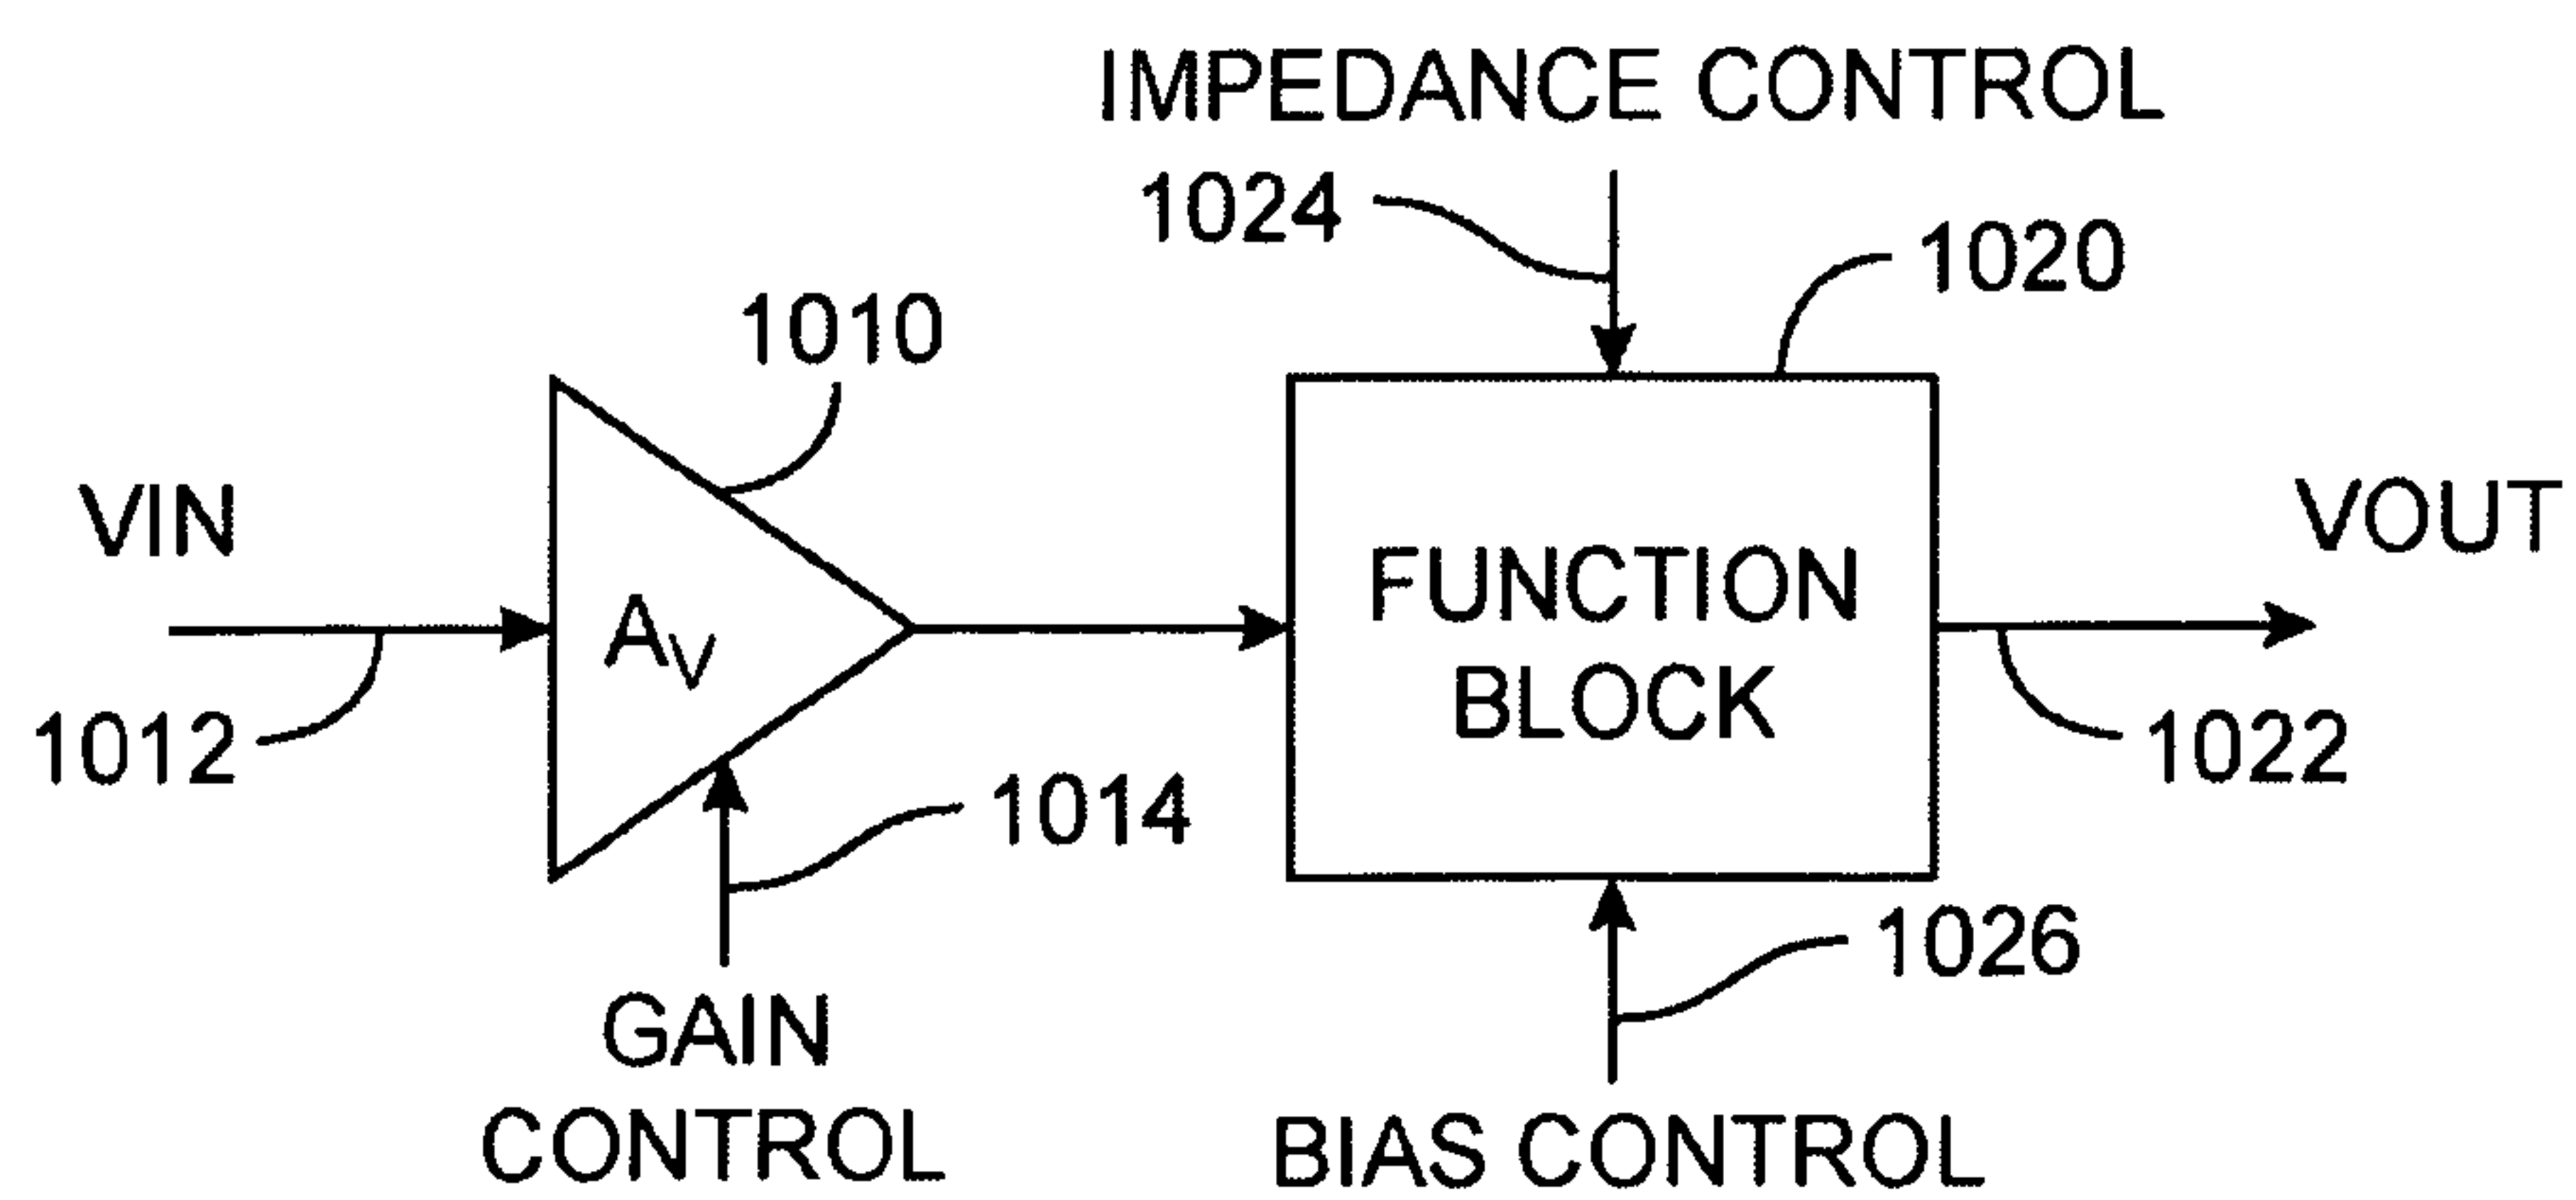 IMPEDANCE CONTROL
1024
1020
1010
VIN
VOUT
FUNCTION
BLOCK
AV
1012
1022
1014
1026
GAIN
CONTROL
BIAS CONTROL